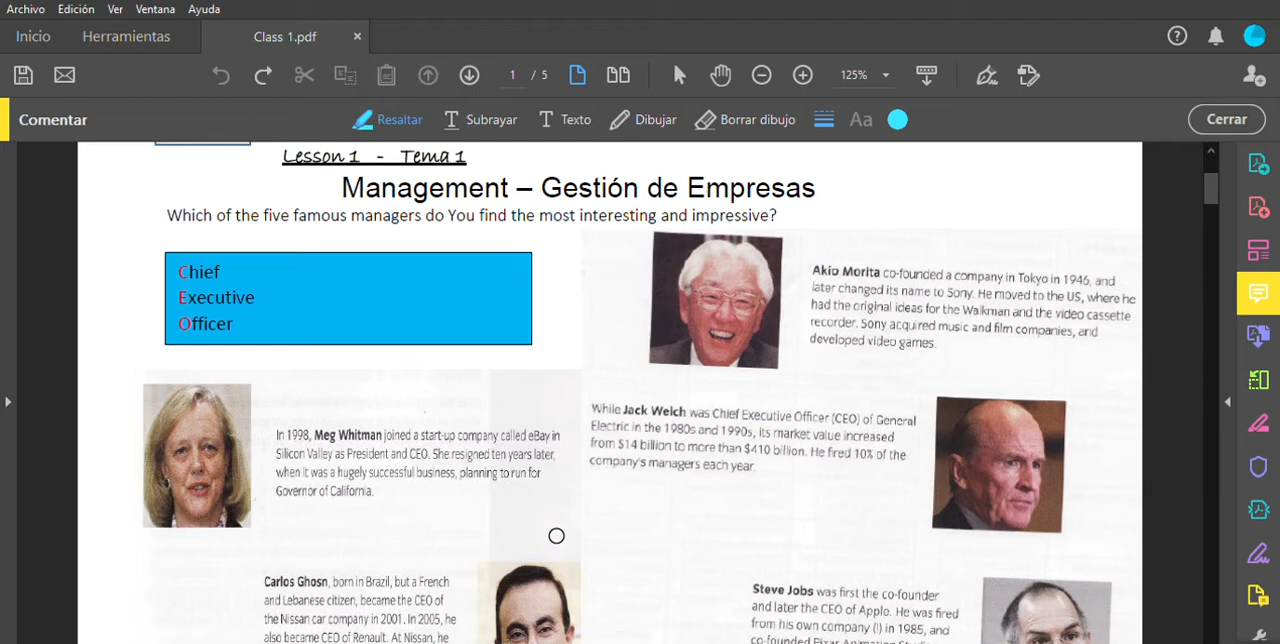 Archivo Edición Ver Ventana Ayuda
Inicio Herramientas Class 1.pdf ×
1 / 5 125%
Comentar Resaltar Subrayar Texto Dibujar Borrar dibujo Aa Cerrar
Lesson 1 - Tema 1
Management – Gestión de Empresas
Which of the five famous managers do You find the most interesting and impressive?
Chief
Executive
Officer
Akio Morita co-founded a company in Tokyo in 1946, and
later changed its name to Sony. He moved to the US, where he
had the original ideas for the Walkman and the video cassette
recorder. Sony acquired music and film companies, and
developed video games.
In 1998, Meg Whitman joined a start-up company called eBay in
Silicon Valley as President and CEO. She resigned ten years later,
when it was a hugely successful business, planning to run for
Governor of California.
While Jack Welch was Chief Executive Officer (CEO) of General
Electric in the 1980s and 1990s, its market value increased
from $14 billion to more than $410 billion. He fired 10% of the
company's managers each year.
Carlos Ghosn, born in Brazil, but a French
and Lebanese citizen, became the CEO of
the Nissan car company in 2001. In 2005, he
also became CEO of Renault. At Nissan, he
Steve Jobs was first the co-founder
and later the CEO of Apple. He was fired
from his own company (!) in 1985, and
co-founded Pixar Animation Studios